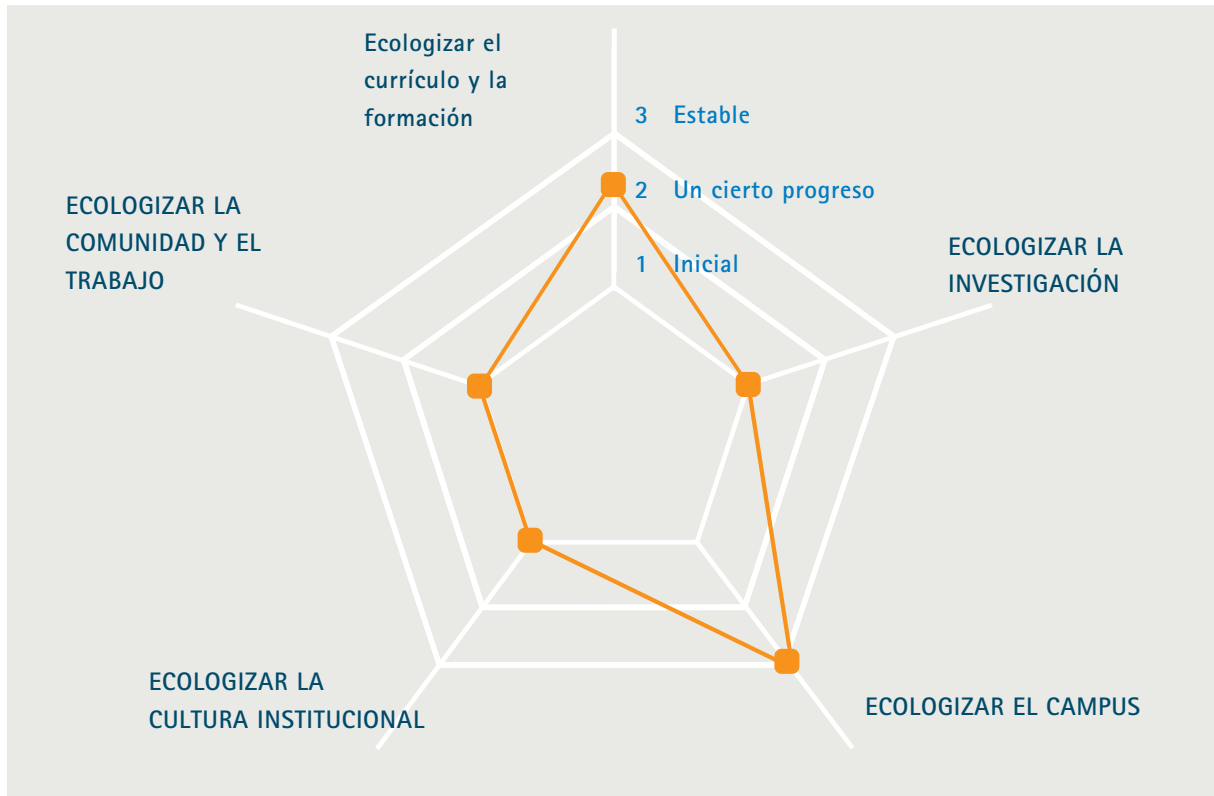 Ecologizar el
currículo y la
formación
3 Estable
2 Un cierto progreso
1 Inicial
ECOLOGIZAR LA
COMUNIDAD Y EL
TRABAJO
ECOLOGIZAR LA
INVESTIGACIÓN
ECOLOGIZAR LA
CULTURA INSTITUCIONAL
ECOLOGIZAR EL CAMPUS